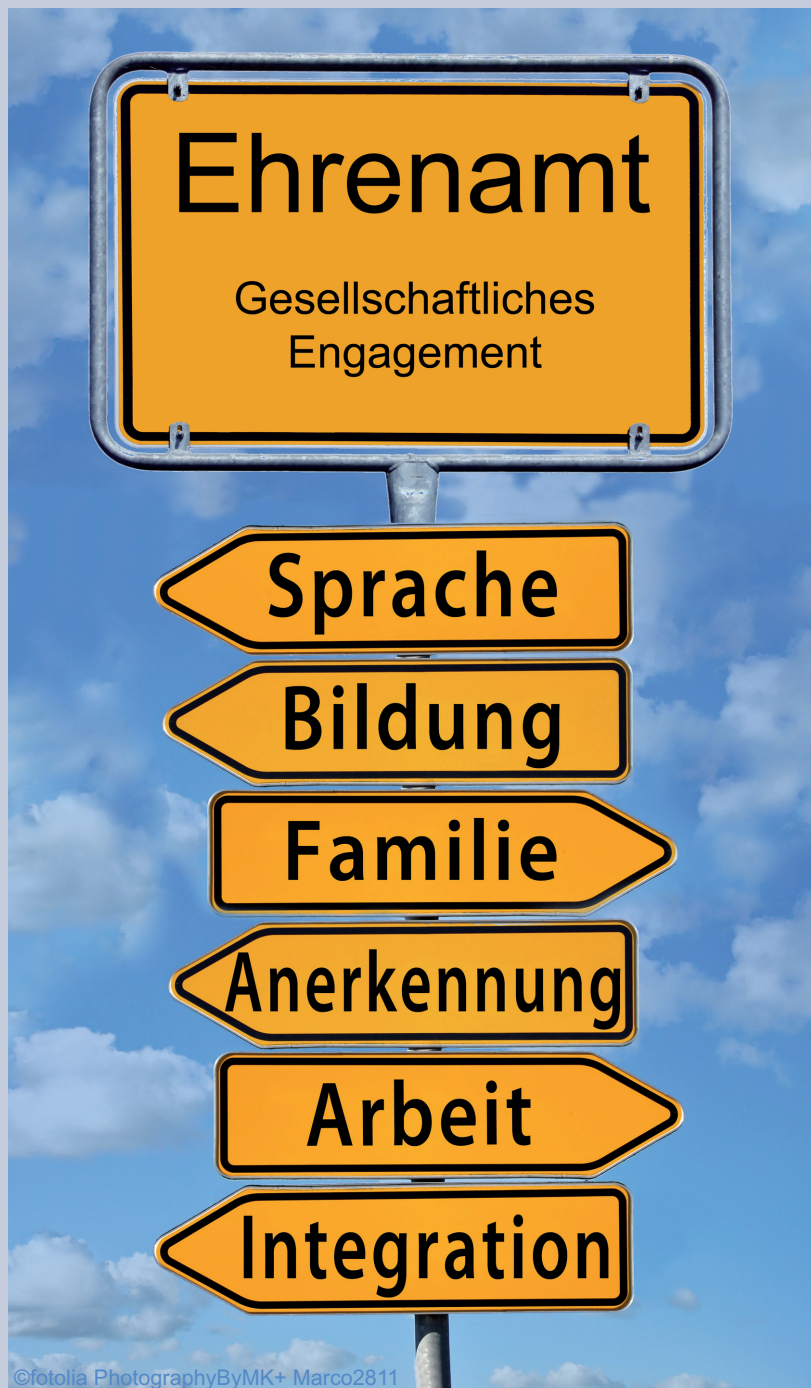 Ehrenamt
Gesellschaftliches
Engagement
Sprache
Bildung
Familie
Anerkennung
Arbeit
Integration
©fotolia PhotographyByMK+ Marco2811